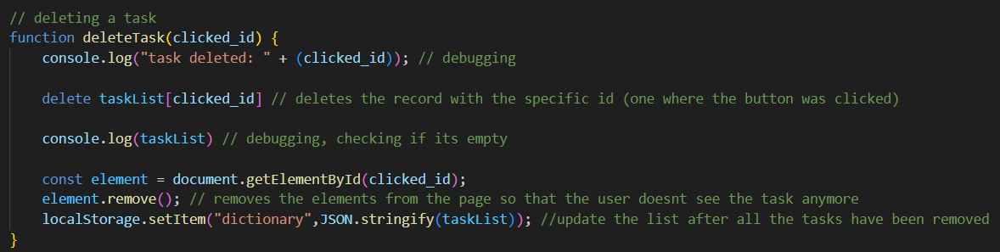 // deleting a task
function deleteTask(clicked_id) {
    console.log("task deleted: " + (clicked_id)); // debugging
    delete taskList[clicked_id] // deletes the record with the specific id (one where the button was clicked)
    console.log(taskList) // debugging, checking if its empty
    const element = document.getElementById(clicked_id);
    element.remove(); // removes the elements from the page so that the user doesnt see the task anymore
    localStorage.setItem("dictionary",JSON.stringify(taskList)); //update the list after all the tasks have been removed
}